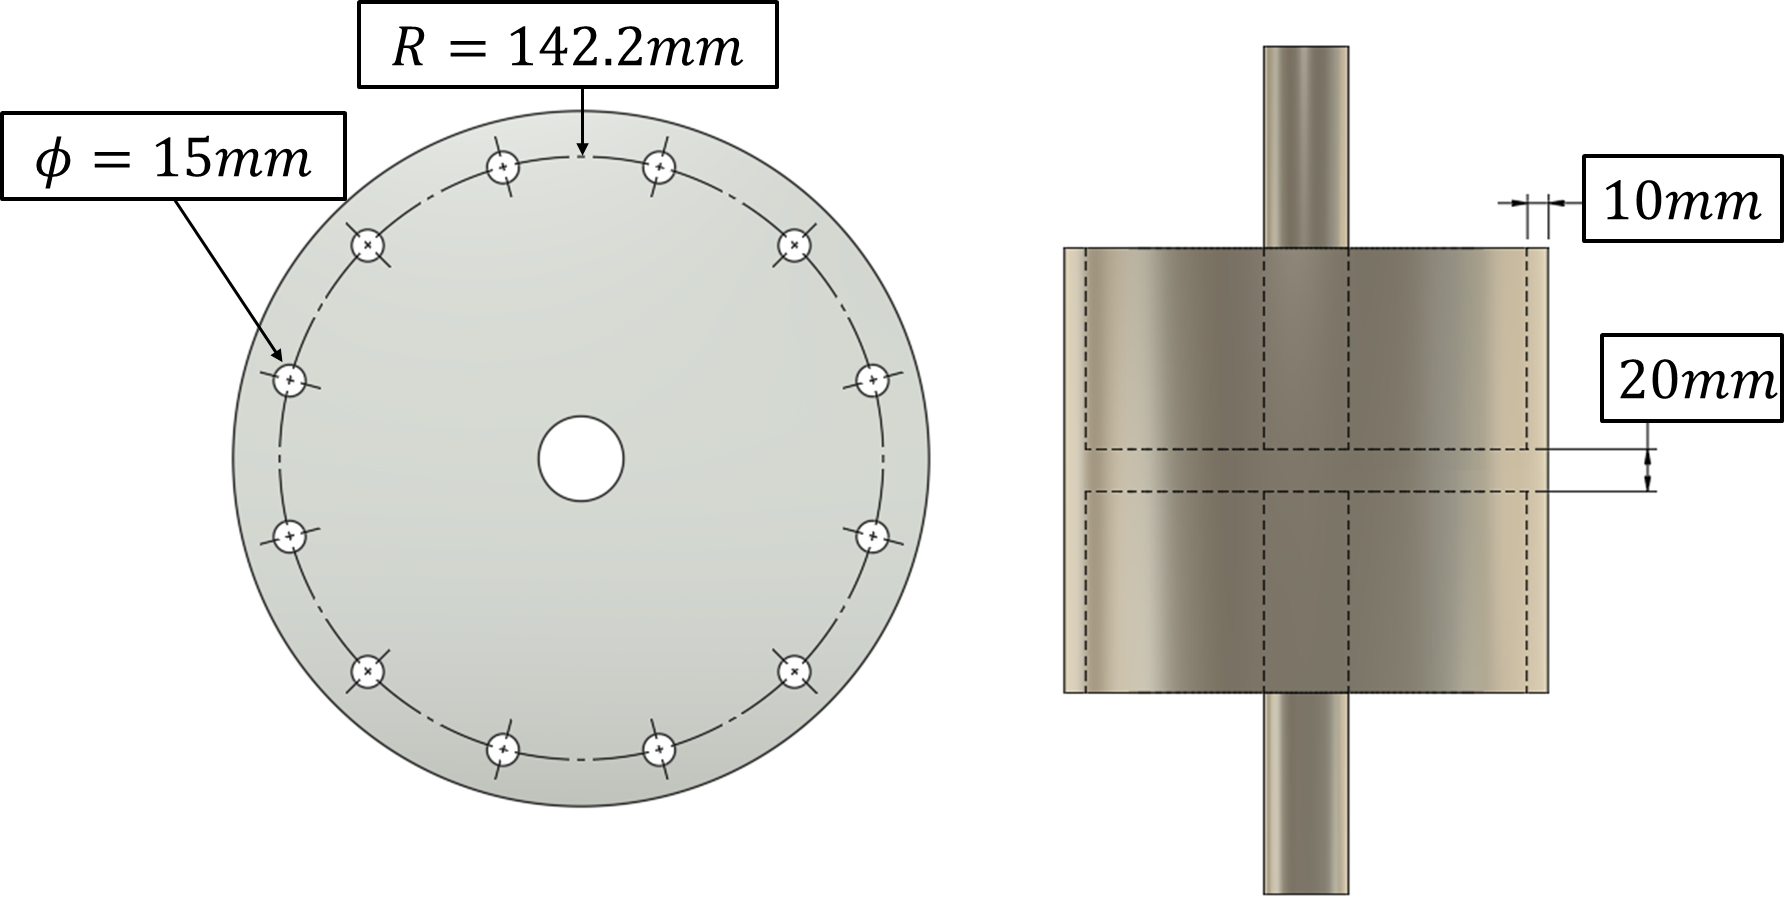 R = 142.2mm
ϕ = 15mm
10mm
20mm